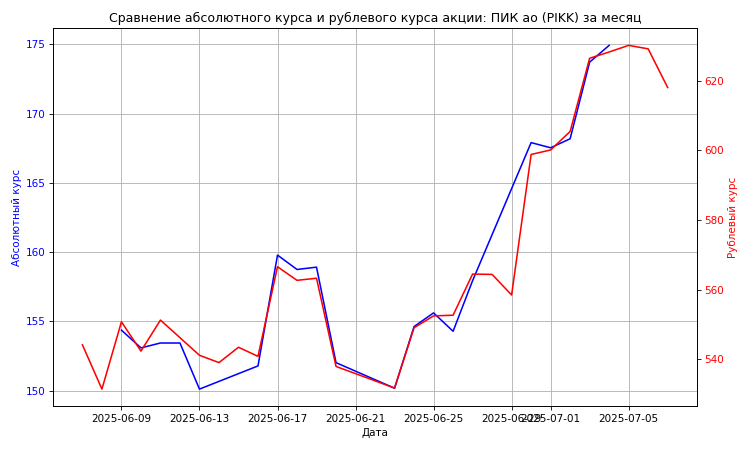 Сравнение абсолютного курса и рублевого курса акции: ПИК ао (PIKK) за месяц
175
170
165
160
155
150
Абсолютный курс
620
600
580
560
540
Рублевый курс
2025-06-09 2025-06-13 2025-06-17 2025-06-21 2025-06-25 2025-06-29 2025-07-01 2025-07-05
Дата